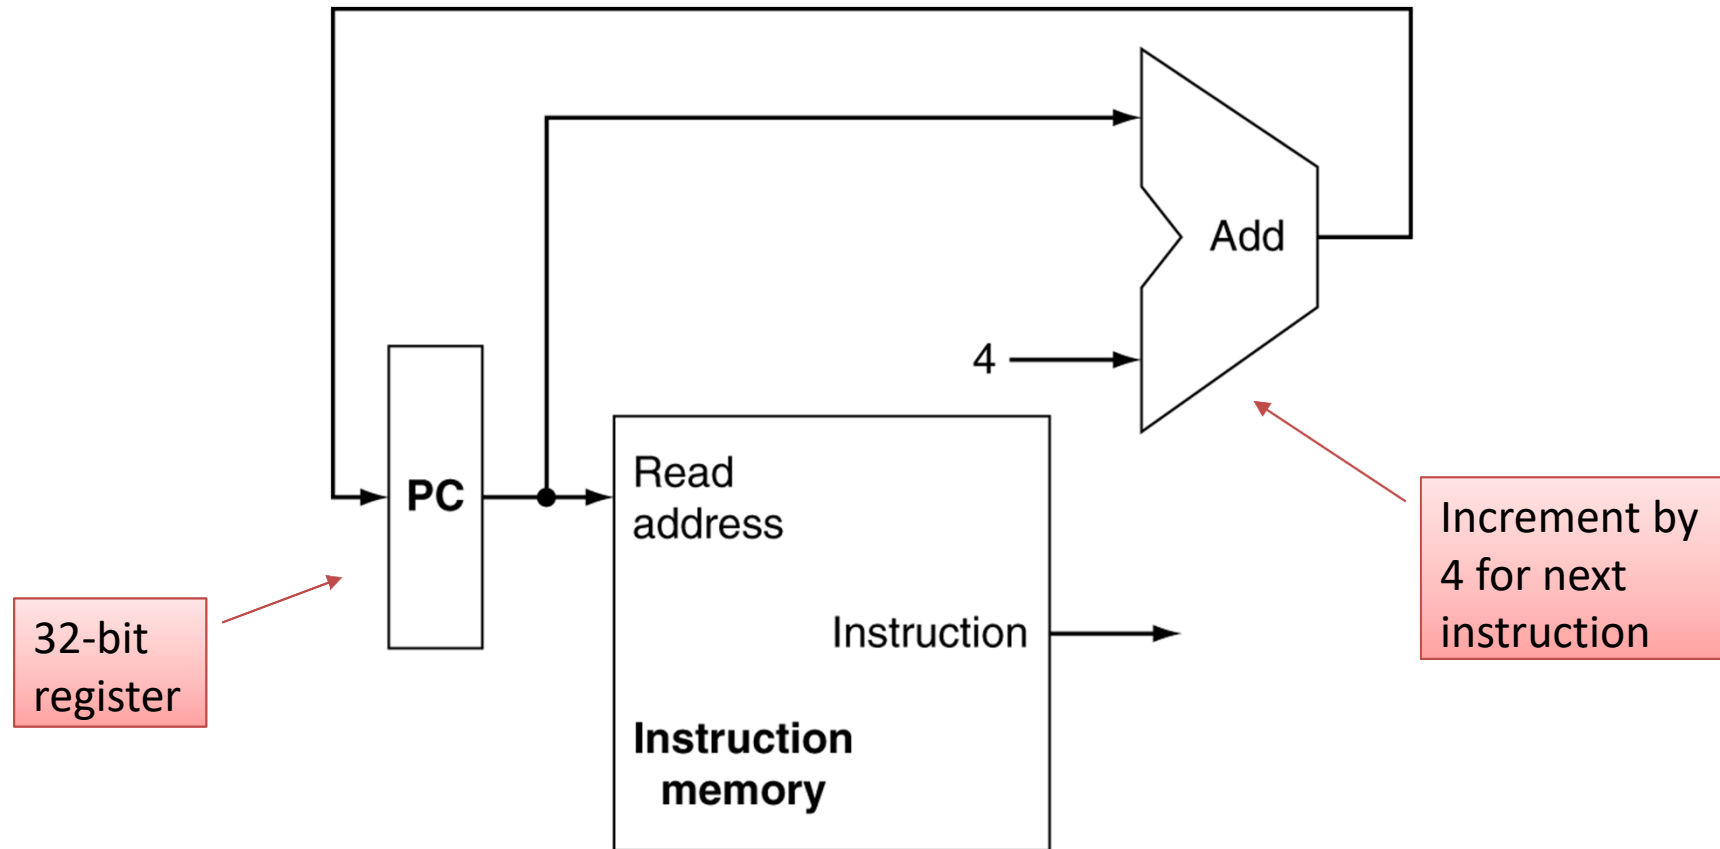 Add
4
PC
Read
address
Instruction
Instruction
memory
32-bit
register
Increment by
4 for next
instruction